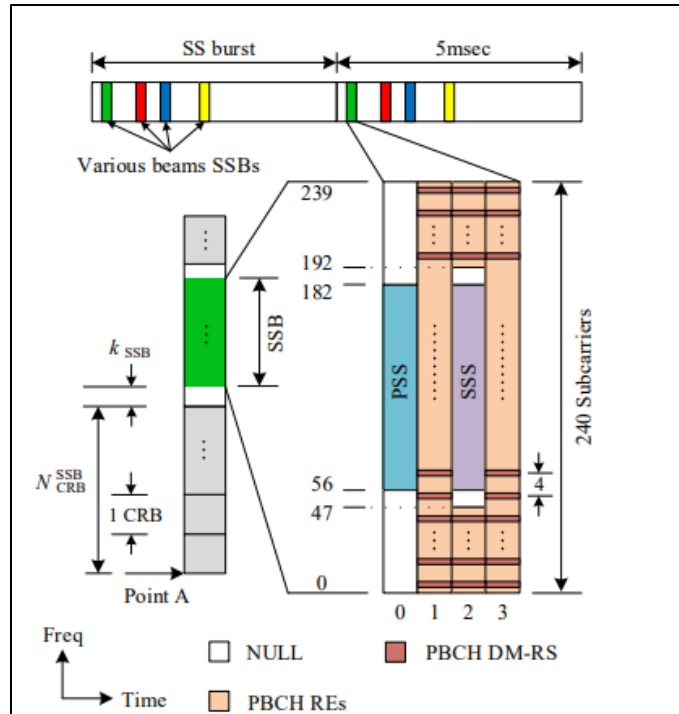 SS burst
5msec
Various beams SSBs
239
192
182
k SSB
SSB
PSS
SSS
240 Subcarriers
N SSB CRB
56
4
1 CRB
47
0
Point A
0 1 2 3
Freq
NULL
PBCH DM-RS
Time
PBCH REs